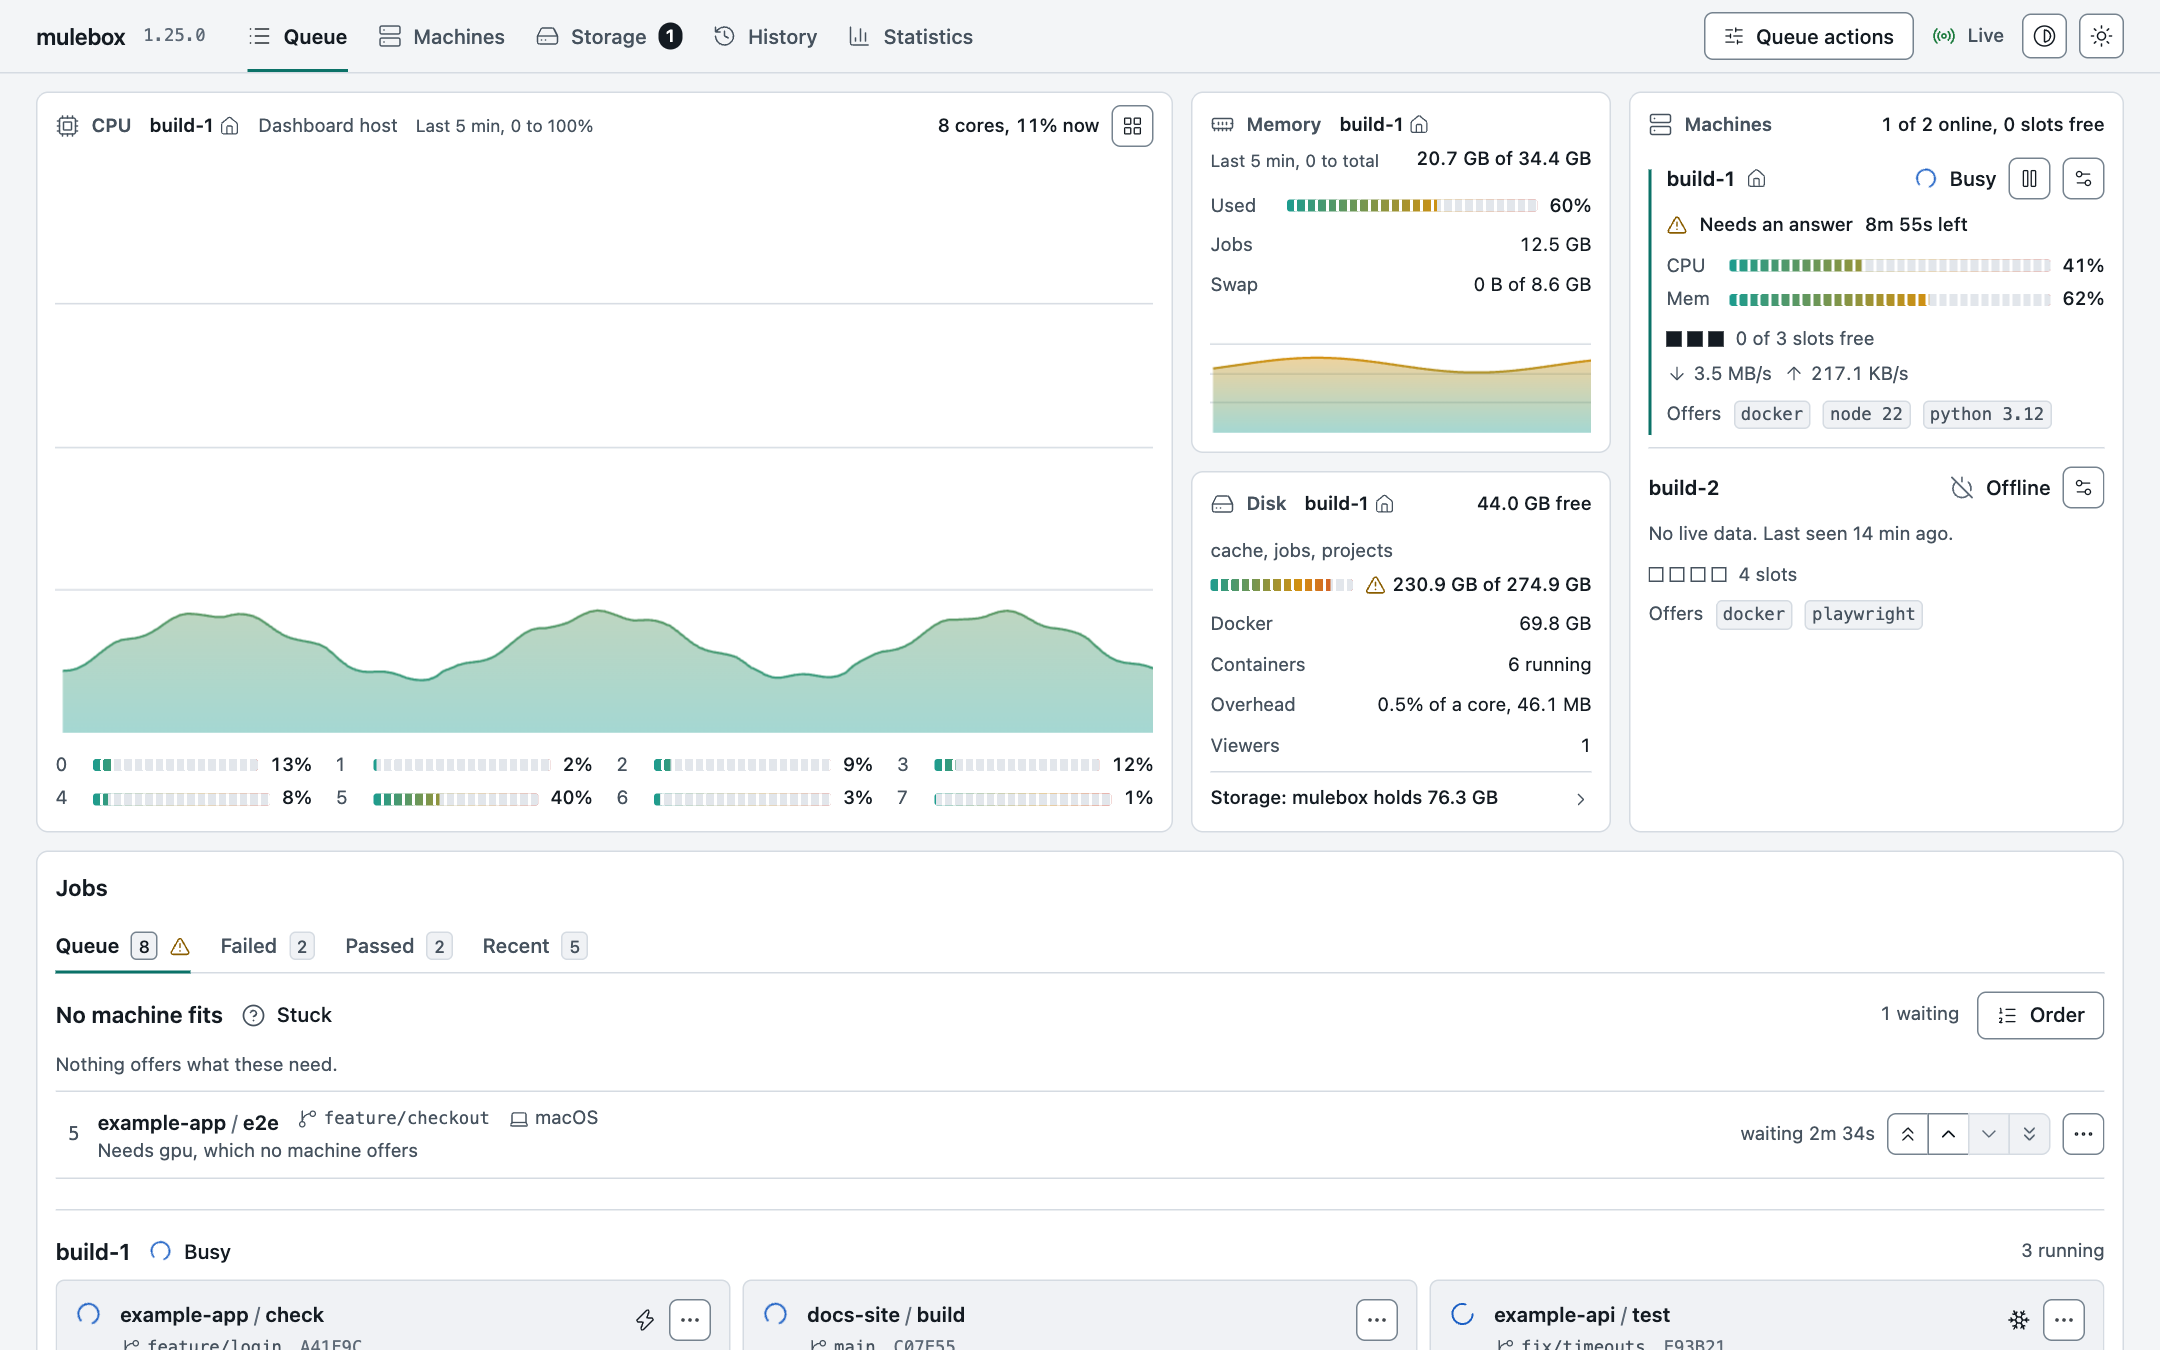 mulebox 1.25.0 Queue Machines Storage 1 History Statistics Queue actions Live
CPU build-1 Dashboard host Last 5 min, 0 to 100% 8 cores, 11% now
0 13% 1 2% 2 9% 3 12%
4 8% 5 40% 6 3% 7 1%
Memory build-1
Last 5 min, 0 to total 20.7 GB of 34.4 GB
Used 60%
Jobs 12.5 GB
Swap 0 B of 8.6 GB
Disk build-1 44.0 GB free
cache, jobs, projects
230.9 GB of 274.9 GB
Docker 69.8 GB
Containers 6 running
Overhead 0.5% of a core, 46.1 MB
Viewers 1
Storage: mulebox holds 76.3 GB
Machines 1 of 2 online, 0 slots free
build-1 Busy
Needs an answer 8m 55s left
CPU 41%
Mem 62%
0 of 3 slots free
3.5 MB/s 217.1 KB/s
Offers docker node 22 python 3.12
build-2 Offline
No live data. Last seen 14 min ago.
4 slots
Offers docker playwright
Jobs
Queue 8 Failed 2 Passed 2 Recent 5
No machine fits Stuck 1 waiting Order
Nothing offers what these need.
5 example-app / e2e feature/checkout macOS waiting 2m 34s
Needs gpu, which no machine offers
build-1 Busy 3 running
example-app / check docs-site / build example-api / test
feature/login A41F9C main C07E55 fix/timeouts E93B21